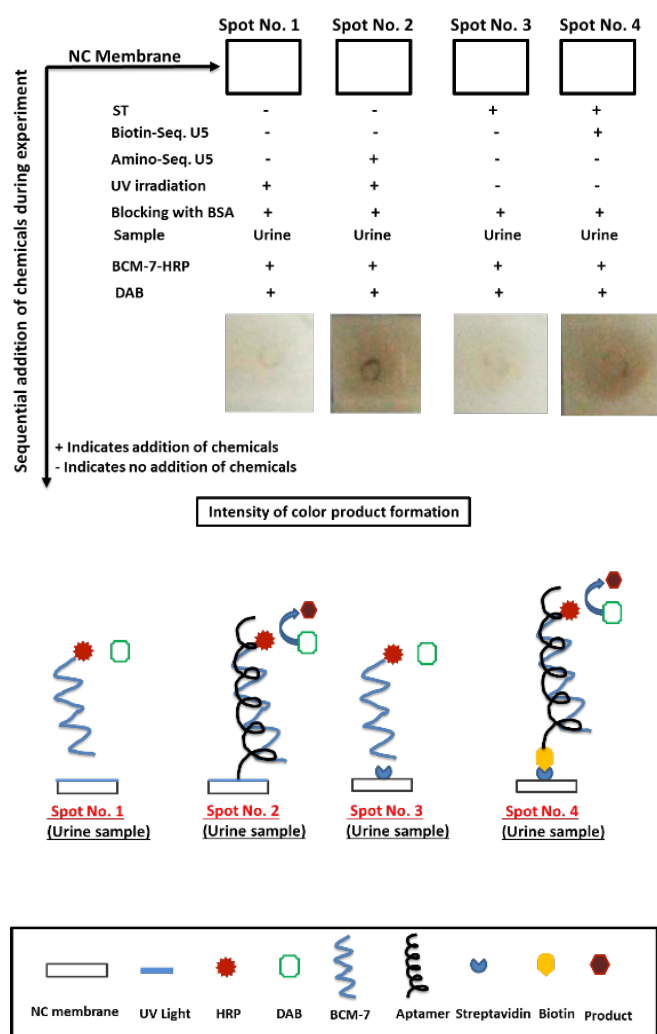 Spot No. 1 Spot No. 2 Spot No. 3 Spot No. 4
NC Membrane
Sequential addition of chemicals during experiment
ST - - + +
Biotin-Seq. U5 - - - +
Amino-Seq. U5 - + - -
UV irradiation + + - -
Blocking with BSA + + + +
Sample Urine Urine Urine Urine
BCM-7-HRP + + + +
DAB + + + +
+ Indicates addition of chemicals
- Indicates no addition of chemicals
Intensity of color product formation
Spot No. 1 Spot No. 2 Spot No. 3 Spot No. 4
(Urine sample) (Urine sample) (Urine sample) (Urine sample)
NC membrane UV Light HRP DAB BCM-7 Aptamer Streptavidin Biotin Product